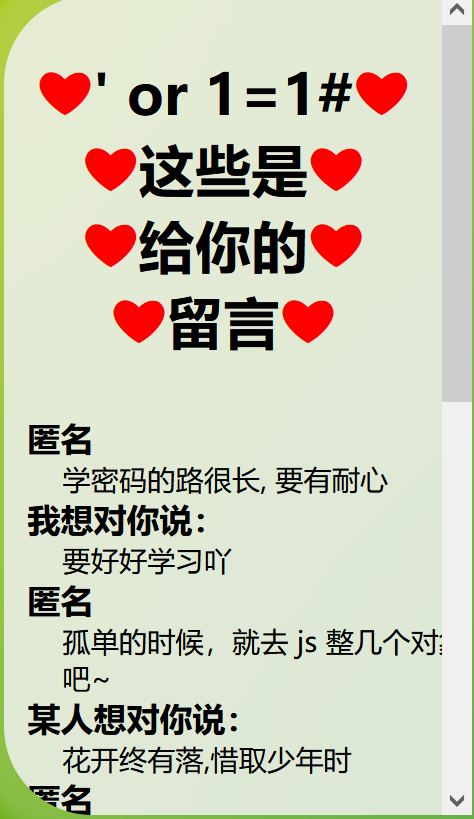 ❤' or 1=1#❤
❤这些是❤
❤给你的❤
❤留言❤
匿名
学密码的路很长, 要有耐心
我想对你说：
要好好学习吖
匿名
孤单的时候，就去 js 整几个对象
吧~
某人想对你说：
花开终有落,惜取少年时
匿名